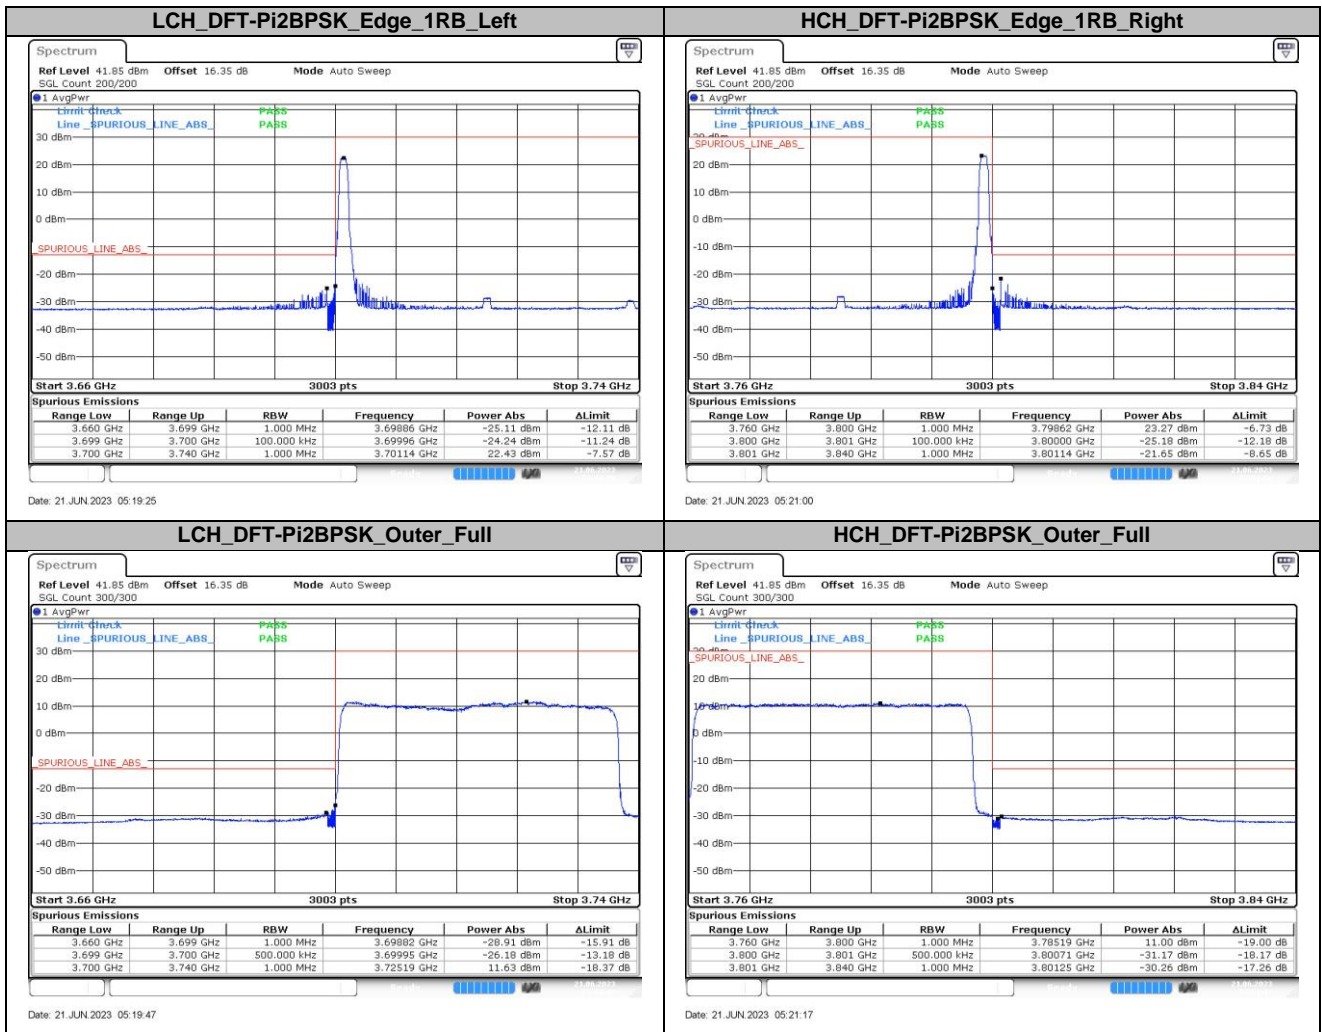 LCH_DFT-Pi2BPSK_Edge_1RB_Left
Spectrum
Ref Level 41.85 dBm Offset 16.35 dB Mode Auto Sweep
SGL Count 200/200
1 AvgPwr
Limit Check PASS
Line _SPURIOUS_LINE_ABS_ PASS
30 dBm
20 dBm
10 dBm
0 dBm
_SPURIOUS_LINE_ABS_
-20 dBm
-30 dBm
-40 dBm
-50 dBm
Start 3.66 GHz 3003 pts Stop 3.74 GHz
Spurious Emissions
Range Low Range Up RBW Frequency Power Abs ΔLimit
3.660 GHz 3.699 GHz 1.000 MHz 3.69886 GHz -25.11 dBm -12.11 dB
3.699 GHz 3.700 GHz 100.000 kHz 3.69996 GHz -24.24 dBm -11.24 dB
3.700 GHz 3.740 GHz 1.000 MHz 3.70114 GHz 22.43 dBm -7.57 dB
21.06.2023
Date: 21.JUN.2023 05:19:25
HCH_DFT-Pi2BPSK_Edge_1RB_Right
Spectrum
Ref Level 41.85 dBm Offset 16.35 dB Mode Auto Sweep
SGL Count 200/200
1 AvgPwr
Limit Check PASS
Line _SPURIOUS_LINE_ABS_ PASS
30 dBm
_SPURIOUS_LINE_ABS_
20 dBm
10 dBm
0 dBm
-10 dBm
-20 dBm
-30 dBm
-40 dBm
-50 dBm
Start 3.76 GHz 3003 pts Stop 3.84 GHz
Spurious Emissions
Range Low Range Up RBW Frequency Power Abs ΔLimit
3.760 GHz 3.800 GHz 1.000 MHz 3.79862 GHz 23.27 dBm -6.73 dB
3.800 GHz 3.801 GHz 100.000 kHz 3.80000 GHz -25.18 dBm -12.18 dB
3.801 GHz 3.840 GHz 1.000 MHz 3.80114 GHz -21.65 dBm -8.65 dB
21.06.2023
Date: 21.JUN.2023 05:21:00
LCH_DFT-Pi2BPSK_Outer_Full
Spectrum
Ref Level 41.85 dBm Offset 16.35 dB Mode Auto Sweep
SGL Count 300/300
1 AvgPwr
Limit Check PASS
Line _SPURIOUS_LINE_ABS_ PASS
30 dBm
20 dBm
10 dBm
0 dBm
_SPURIOUS_LINE_ABS_
-20 dBm
-30 dBm
-40 dBm
-50 dBm
Start 3.66 GHz 3003 pts Stop 3.74 GHz
Spurious Emissions
Range Low Range Up RBW Frequency Power Abs ΔLimit
3.660 GHz 3.699 GHz 1.000 MHz 3.69882 GHz -28.91 dBm -15.91 dB
3.699 GHz 3.700 GHz 500.000 kHz 3.69995 GHz -26.18 dBm -13.18 dB
3.700 GHz 3.740 GHz 1.000 MHz 3.72519 GHz 11.63 dBm -18.37 dB
21.06.2023
Date: 21.JUN.2023 05:19:47
HCH_DFT-Pi2BPSK_Outer_Full
Spectrum
Ref Level 41.85 dBm Offset 16.35 dB Mode Auto Sweep
SGL Count 300/300
1 AvgPwr
Limit Check PASS
Line _SPURIOUS_LINE_ABS_ PASS
30 dBm
_SPURIOUS_LINE_ABS_
20 dBm
10 dBm
0 dBm
-10 dBm
-20 dBm
-30 dBm
-40 dBm
-50 dBm
Start 3.76 GHz 3003 pts Stop 3.84 GHz
Spurious Emissions
Range Low Range Up RBW Frequency Power Abs ΔLimit
3.760 GHz 3.800 GHz 1.000 MHz 3.78519 GHz 11.00 dBm -19.00 dB
3.800 GHz 3.801 GHz 500.000 kHz 3.80071 GHz -31.17 dBm -18.17 dB
3.801 GHz 3.840 GHz 1.000 MHz 3.80125 GHz -30.26 dBm -17.26 dB
21.06.2023
Date: 21.JUN.2023 05:21:17